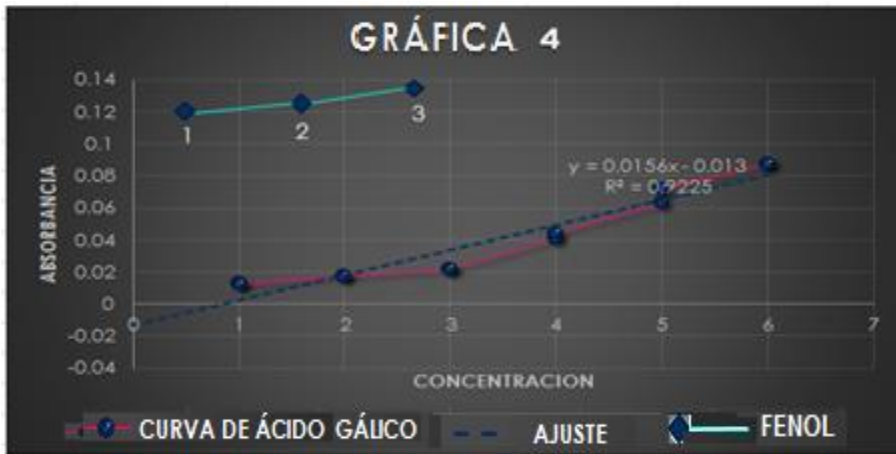 GRÁFICA 4
0.14
0.12
0.1
0.08
0.06
0.04
0.02
0
-0.02
-0.04
ABSORBANCIA
1 2 3
y = 0.0156x - 0.013
R² = 0.9225
0 1 2 3 4 5 6 7
CONCENTRACION
CURVA DE ÁCIDO GÁLICO AJUSTE FENOL